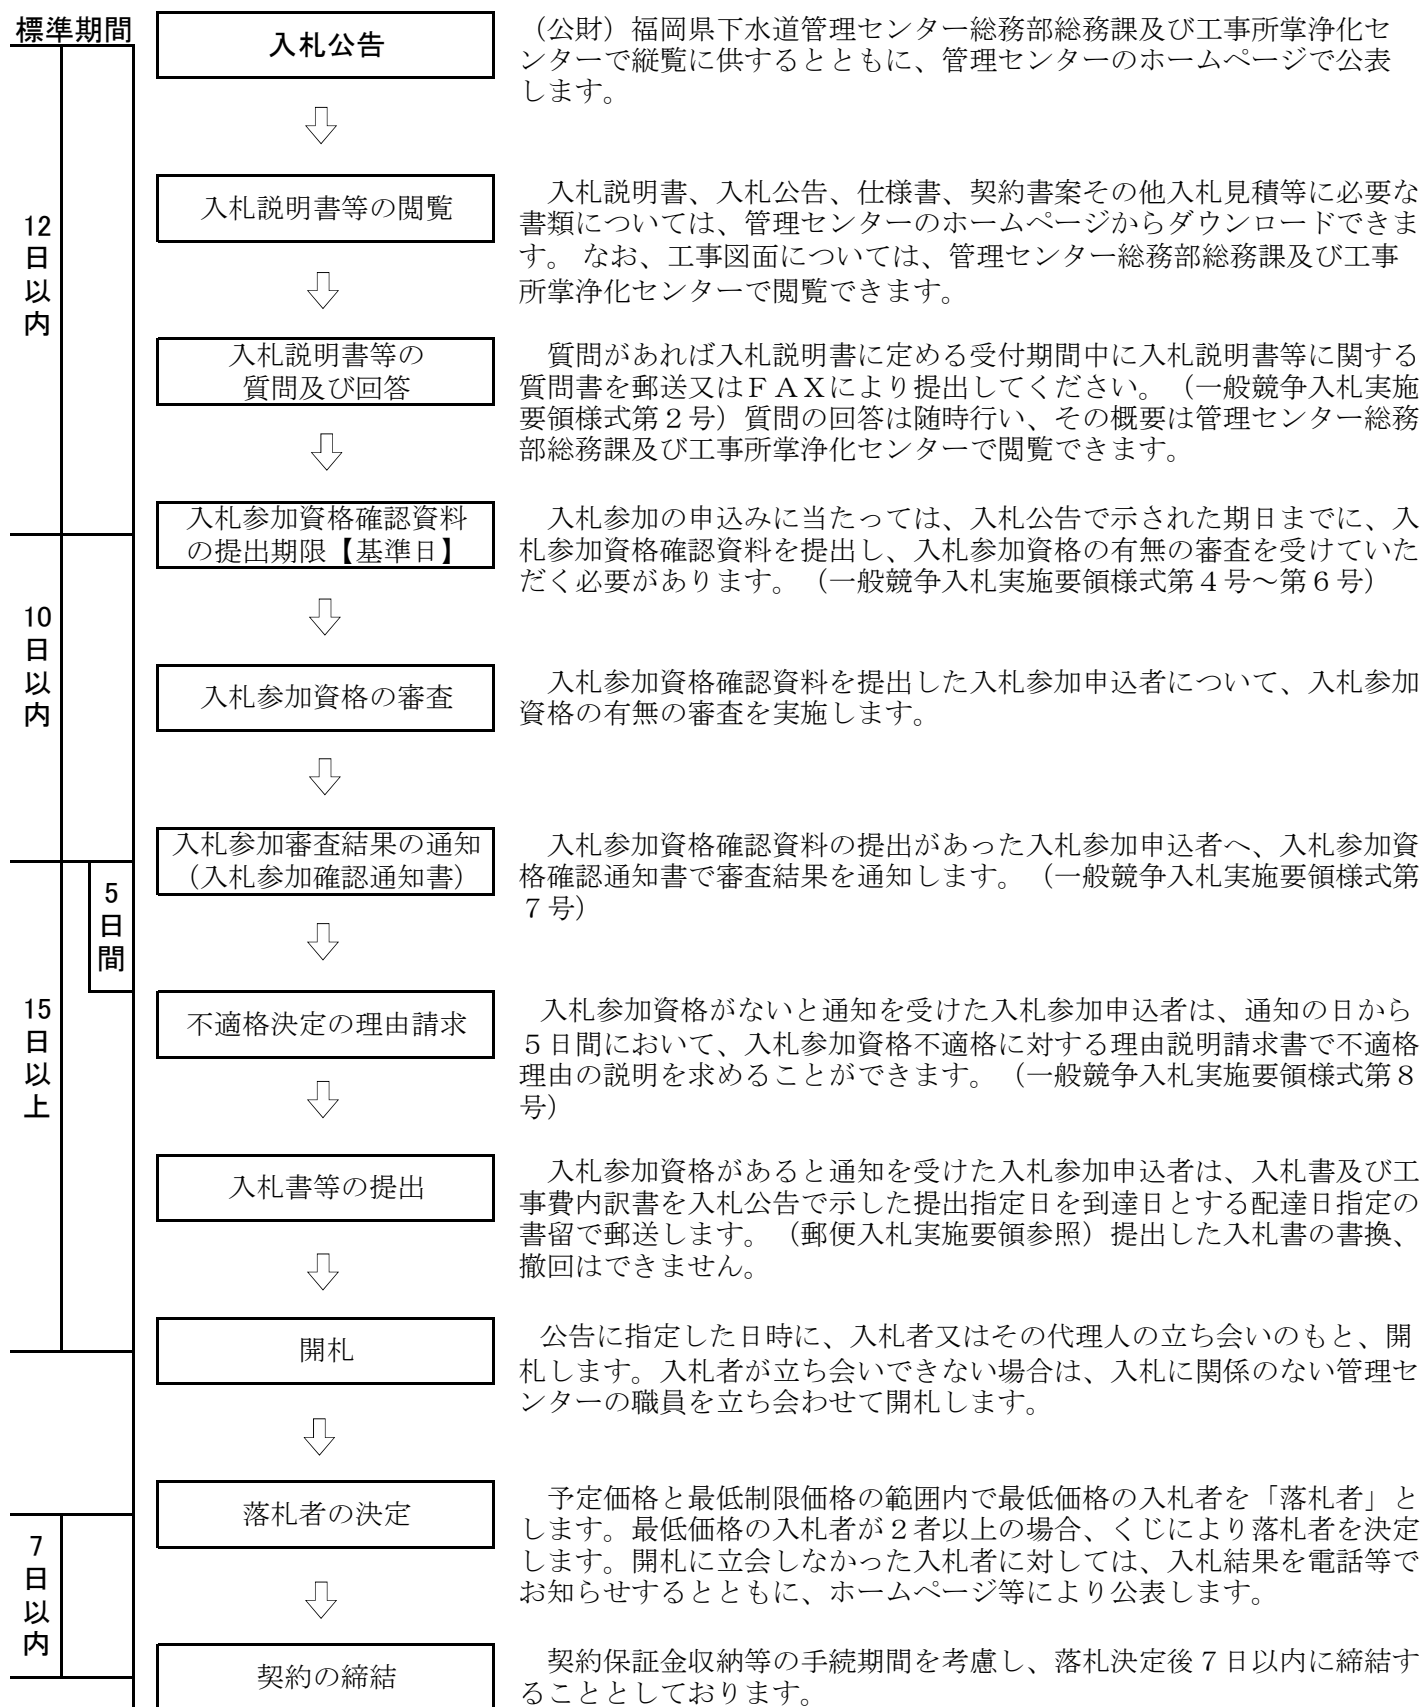 標準期間
入札公告
（公財）福岡県下水道管理センター総務部総務課及び工事所掌浄化セ
ンターで縦覧に供するとともに、管理センターのホームページで公表
します。
12日以内
入札説明書等の閲覧
入札説明書、入札公告、仕様書、契約書案その他入札見積等に必要な
書類については、管理センターのホームページからダウンロードできま
す。 なお、工事図面については、管理センター総務部総務課及び工事
所掌浄化センターで閲覧できます。
入札説明書等の
質問及び回答
質問があれば入札説明書に定める受付期間中に入札説明書等に関する
質問書を郵送又はＦＡＸにより提出してください。（一般競争入札実施
要領様式第２号）質問の回答は随時行い、その概要は管理センター総務
部総務課及び工事所掌浄化センターで閲覧できます。
入札参加資格確認資料
の提出期限【基準日】
入札参加の申込みに当たっては、入札公告で示された期日までに、入
札参加資格確認資料を提出し、入札参加資格の有無の審査を受けていた
だく必要があります。（一般競争入札実施要領様式第４号～第６号）
10日以内
入札参加資格の審査
入札参加資格確認資料を提出した入札参加申込者について、入札参加
資格の有無の審査を実施します。
入札参加審査結果の通知
（入札参加確認通知書）
入札参加資格確認資料の提出があった入札参加申込者へ、入札参加資
格確認通知書で審査結果を通知します。（一般競争入札実施要領様式第
７号）
5日間
15日以上
不適格決定の理由請求
入札参加資格がないと通知を受けた入札参加申込者は、通知の日から
５日間において、入札参加資格不適格に対する理由説明請求書で不適格
理由の説明を求めることができます。（一般競争入札実施要領様式第８
号）
入札書等の提出
入札参加資格があると通知を受けた入札参加申込者は、入札書及び工
事費内訳書を入札公告で示した提出指定日を到達日とする配達日指定の
書留で郵送します。（郵便入札実施要領参照）提出した入札書の書換、
撤回はできません。
開札
公告に指定した日時に、入札者又はその代理人の立ち会いのもと、開
札します。入札者が立ち会いできない場合は、入札に関係のない管理セ
ンターの職員を立ち会わせて開札します。
落札者の決定
予定価格と最低制限価格の範囲内で最低価格の入札者を「落札者」と
します。最低価格の入札者が２者以上の場合、くじにより落札者を決定
します。開札に立会しなかった入札者に対しては、入札結果を電話等で
お知らせするとともに、ホームページ等により公表します。
7日以内
契約の締結
契約保証金収納等の手続期間を考慮し、落札決定後７日以内に締結す
ることとしております。